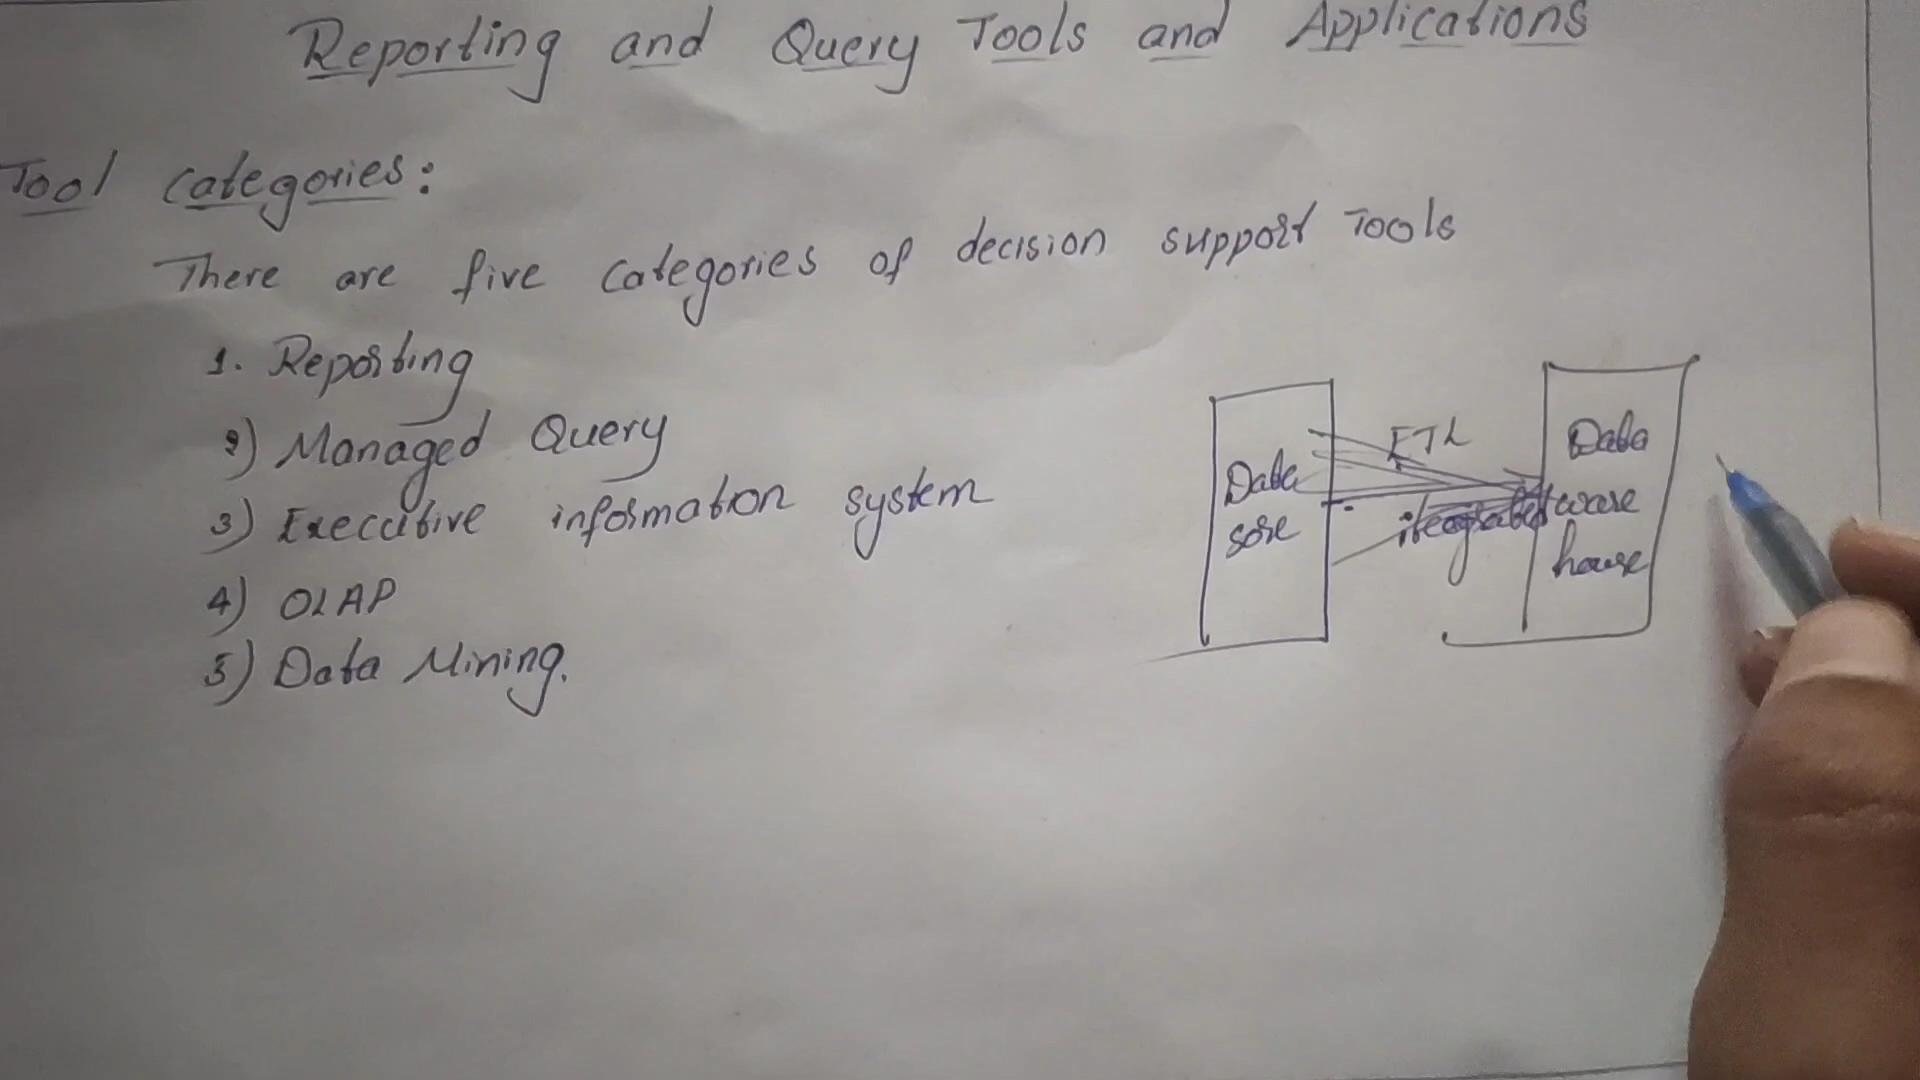 Reporting and Query Tools and Applications
Tool Categories:
There are five Categories of decision support Tools
1. Reporting
2) Managed Query
3) Executive information system
4) OLAP
5) Data Mining.
Data
sore
ETL
Data
ware
house